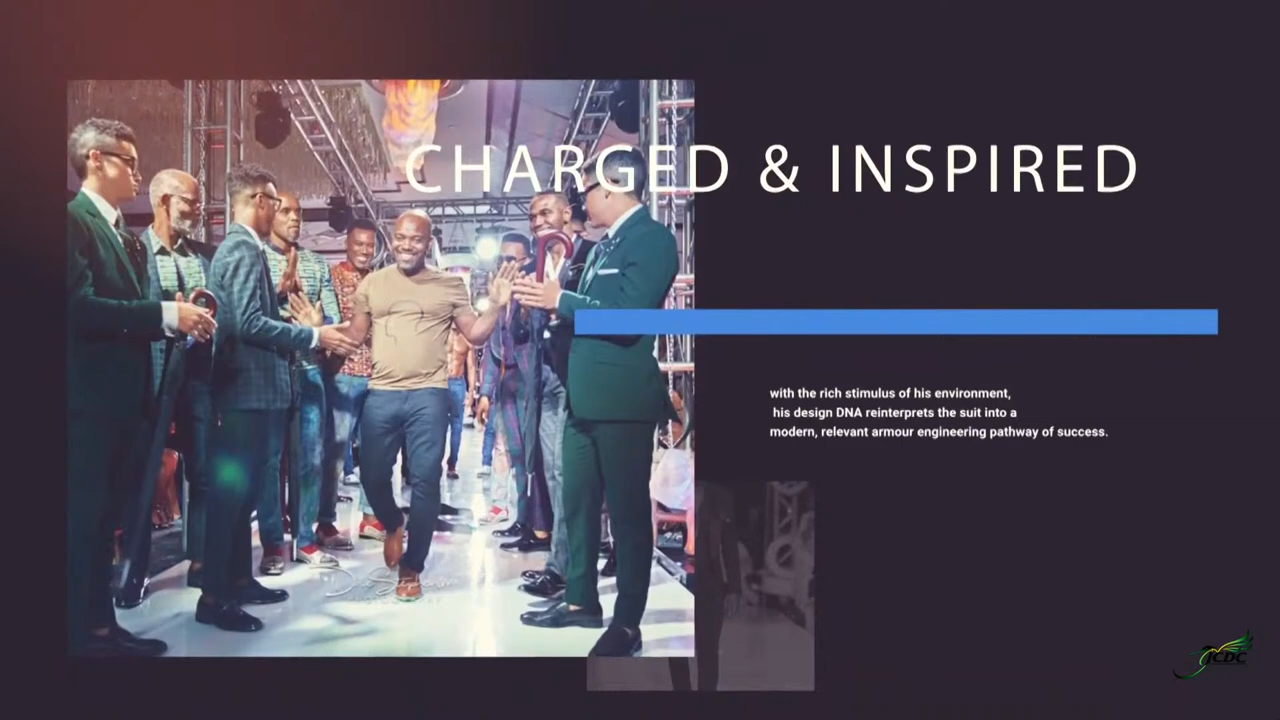 CHARGED & INSPIRED
with the rich stimulus of his environment,
his design DNA reinterprets the suit into a
modern, relevant armour engineering pathway of success.
JCDC